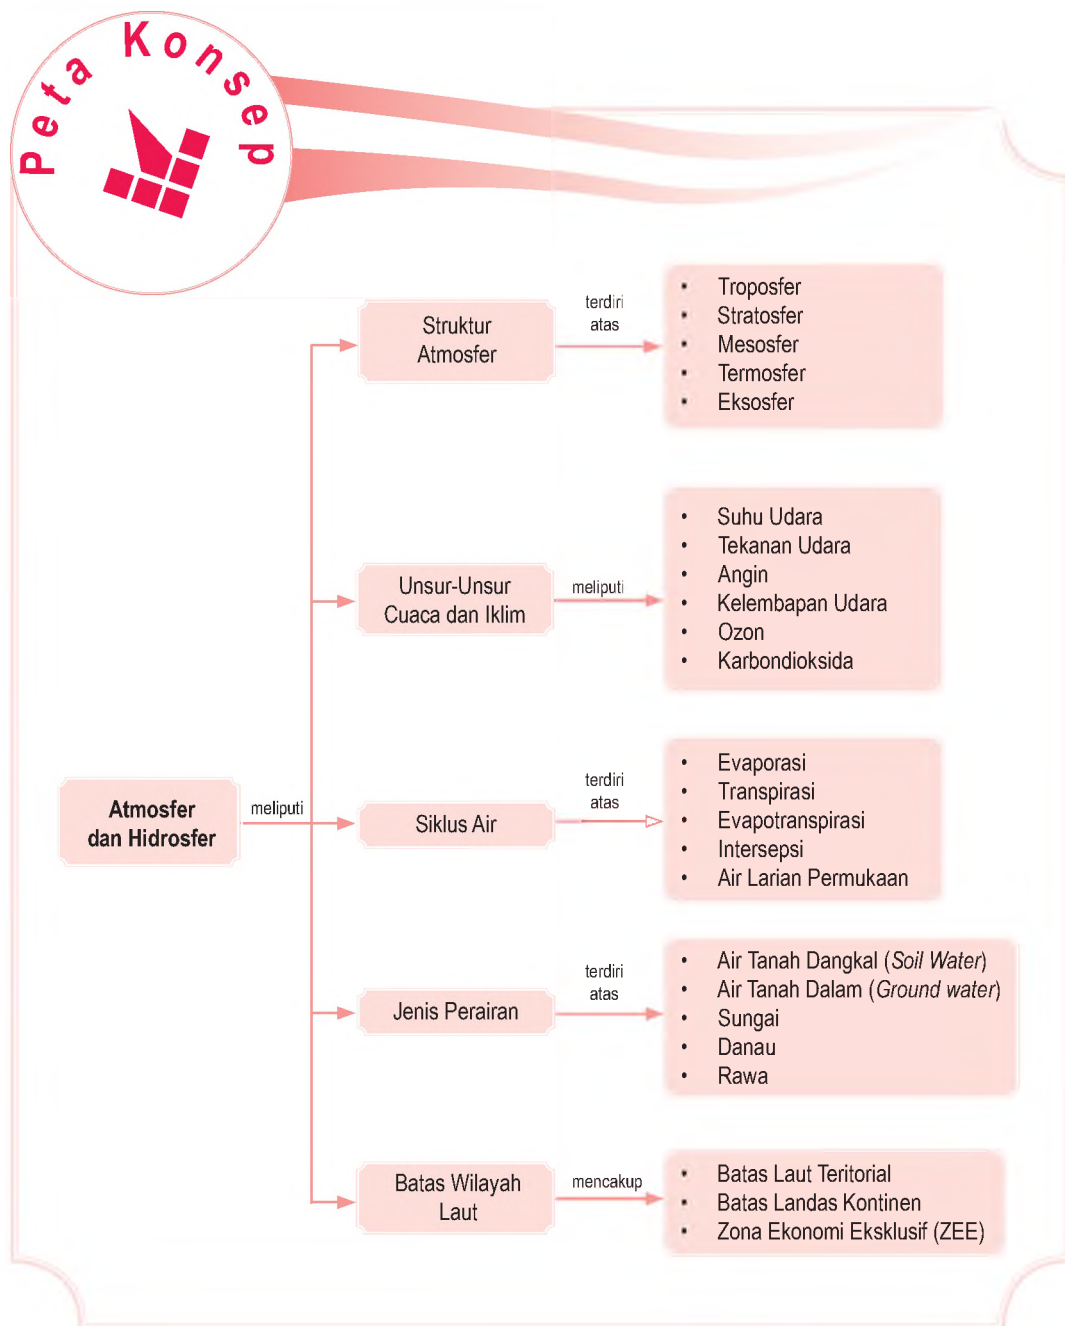 Peta Konsep
Struktur
Atmosfer
terdiri
atas
• Troposfer
• Stratosfer
• Mesosfer
• Termosfer
• Eksosfer
Unsur-Unsur
Cuaca dan Iklim
meliputi
• Suhu Udara
• Tekanan Udara
• Angin
• Kelembapan Udara
• Ozon
• Karbondioksida
Atmosfer
dan Hidrosfer
meliputi
Siklus Air
terdiri
atas
• Evaporasi
• Transpirasi
• Evapotranspirasi
• Intersepsi
• Air Larian Permukaan
Jenis Perairan
terdiri
atas
• Air Tanah Dangkal (Soil Water)
• Air Tanah Dalam (Ground water)
• Sungai
• Danau
• Rawa
Batas Wilayah
Laut
mencakup
• Batas Laut Teritorial
• Batas Landas Kontinen
• Zona Ekonomi Eksklusif (ZEE)